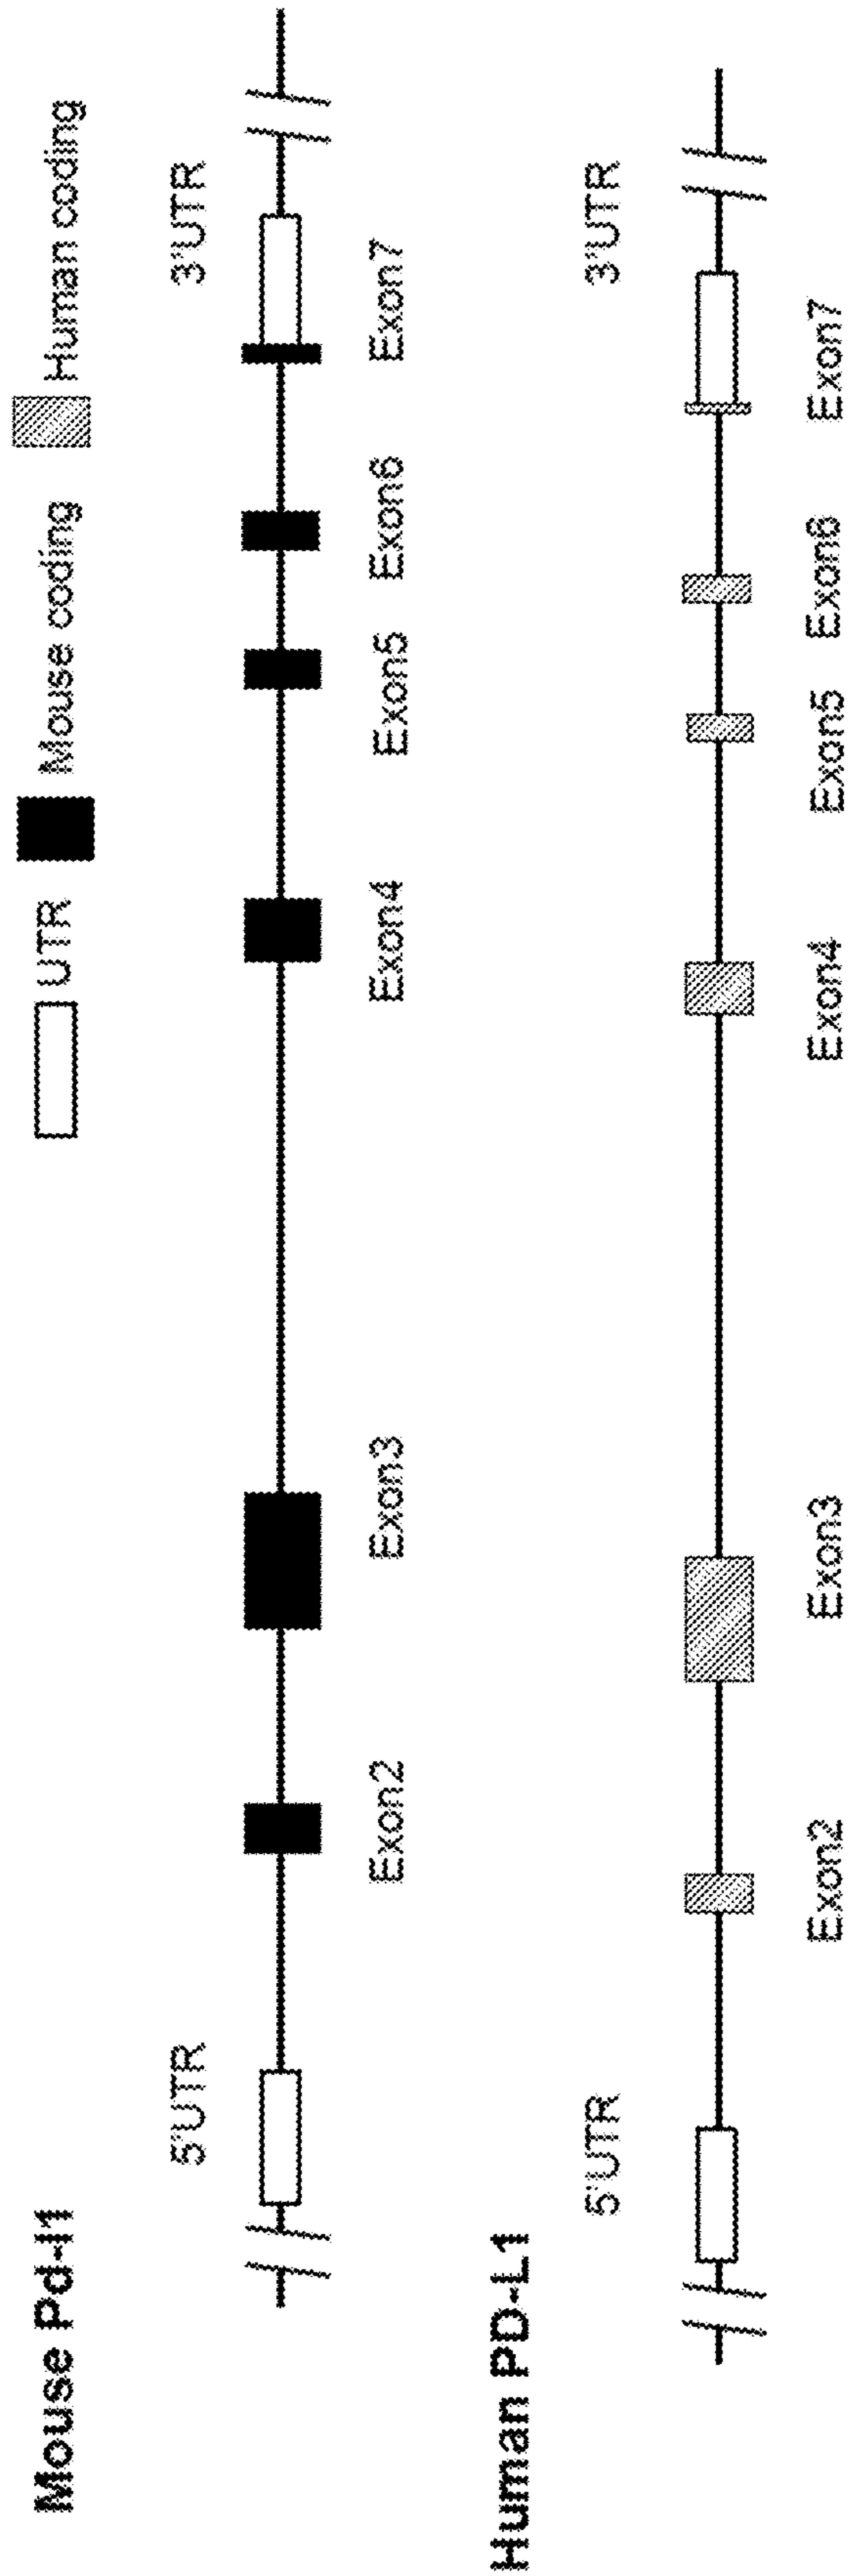 UTR Mouse coding Human coding
Mouse Pd-l1
5'UTR 3'UTR
Exon2 Exon3 Exon4 Exon5 Exon6 Exon7
Human PD-L1
5'UTR 3'UTR
Exon2 Exon3 Exon4 Exon5 Exon6 Exon7